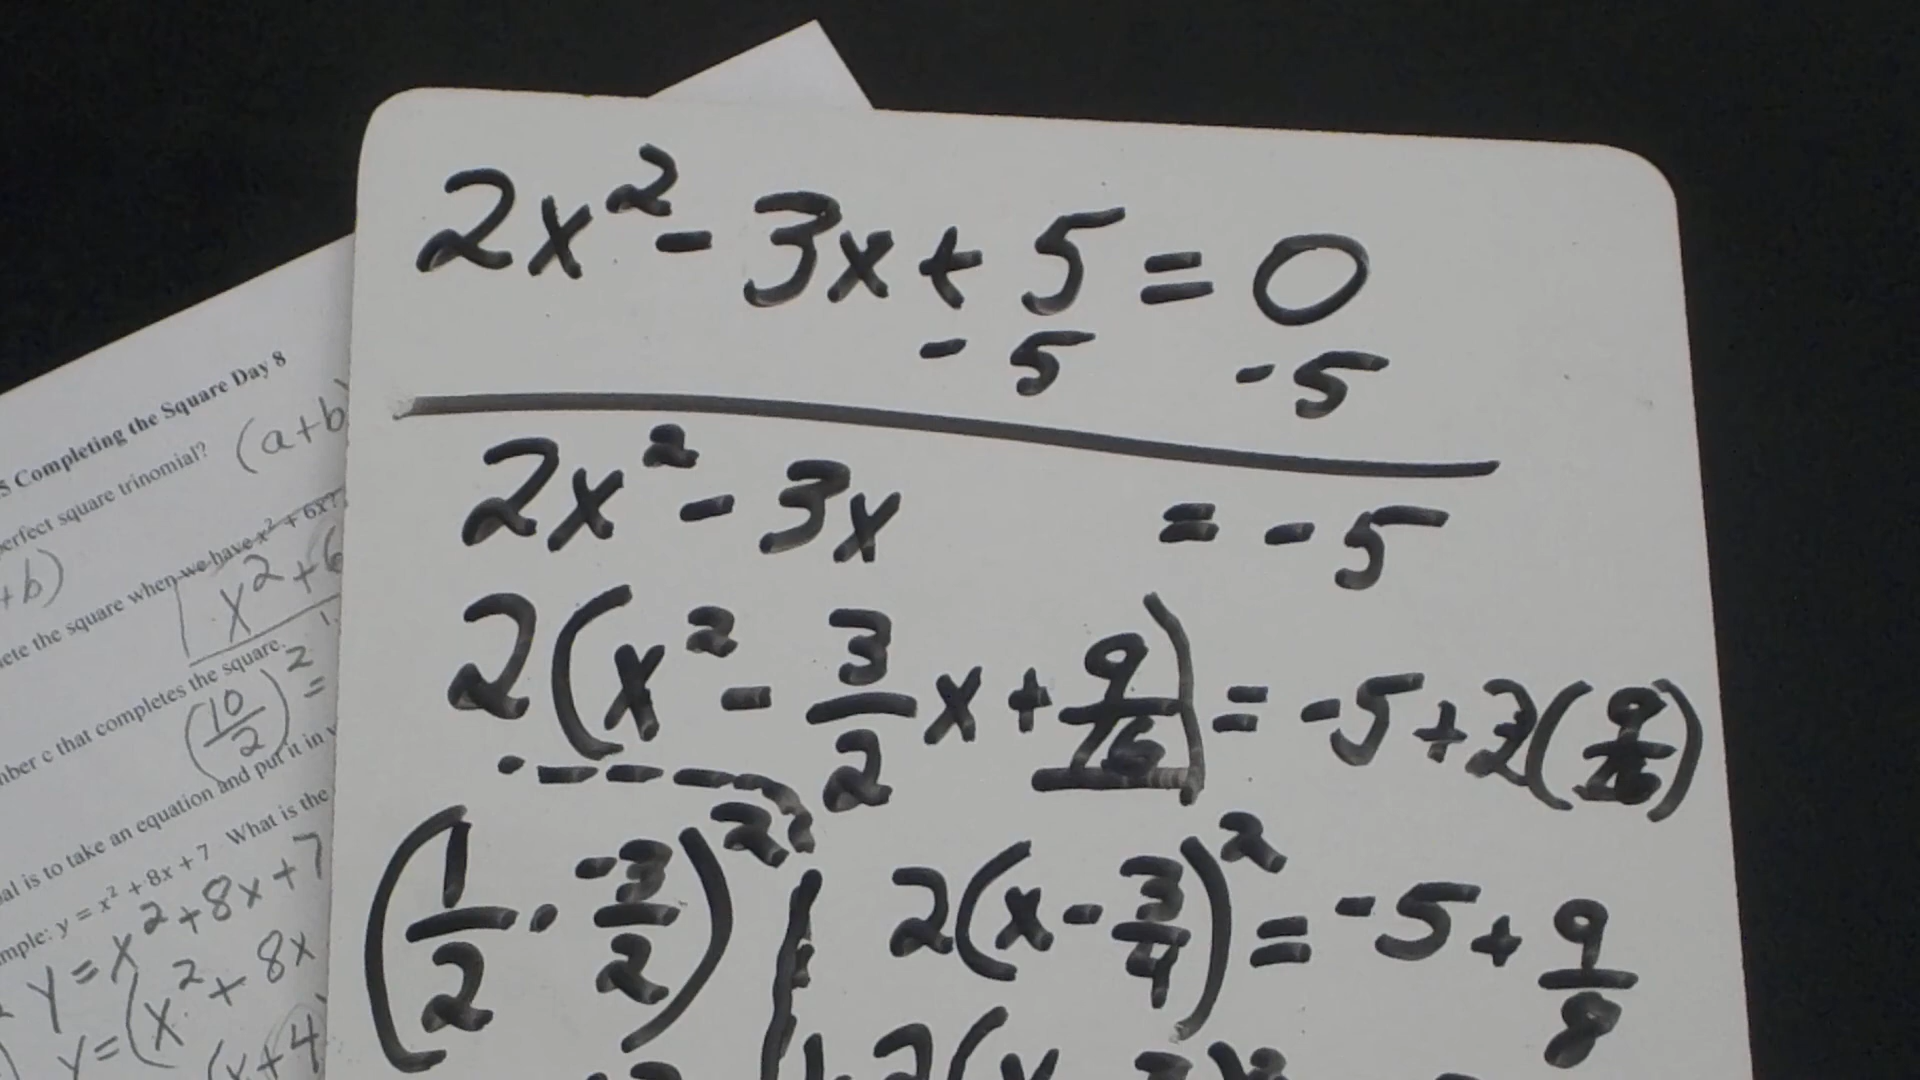 2x² - 3x + 5 = 0
- 5 - 5
2x² - 3x = - 5
2(x² - 3/2 x + 9/16) = -5 + 2(9/16)
(1/2 · -3/2)²
2(x - 3/4)² = -5 + 9/8
5 Completing the Square Day 8
perfect square trinomial? (a+b)
+b)
ete the square when we have x² + 6x?
x² + 6
mber c that completes the square.
(10/2)² =
al is to take an equation and put it in
mple: y = x² + 8x + 7 What is the
y = x² + 8x + 7
y = (x² + 8x
(x + 4